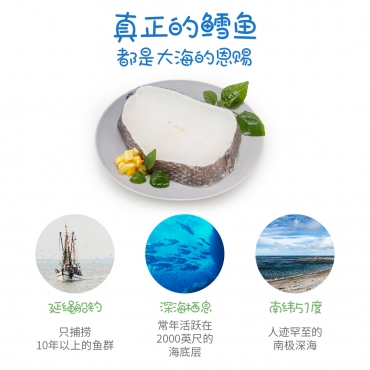 真正的鳕鱼
都是大海的恩赐
延绳船钓
只捕捞
10年以上的鱼群
深海栖息
常年活跃在
2000英尺的
海底层
南纬51度
人迹罕至的
南极深海